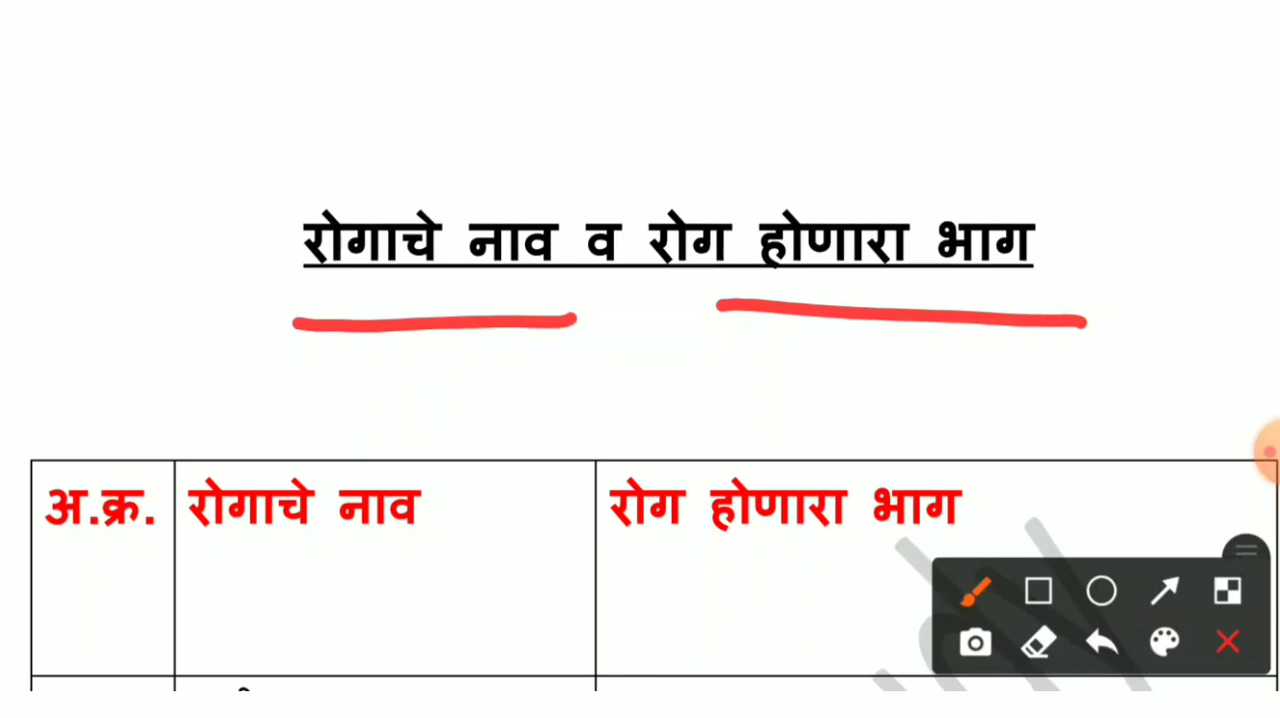 रोगाचे नाव व रोग होणारा भाग
अ.क्र. रोगाचे नाव रोग होणारा भाग